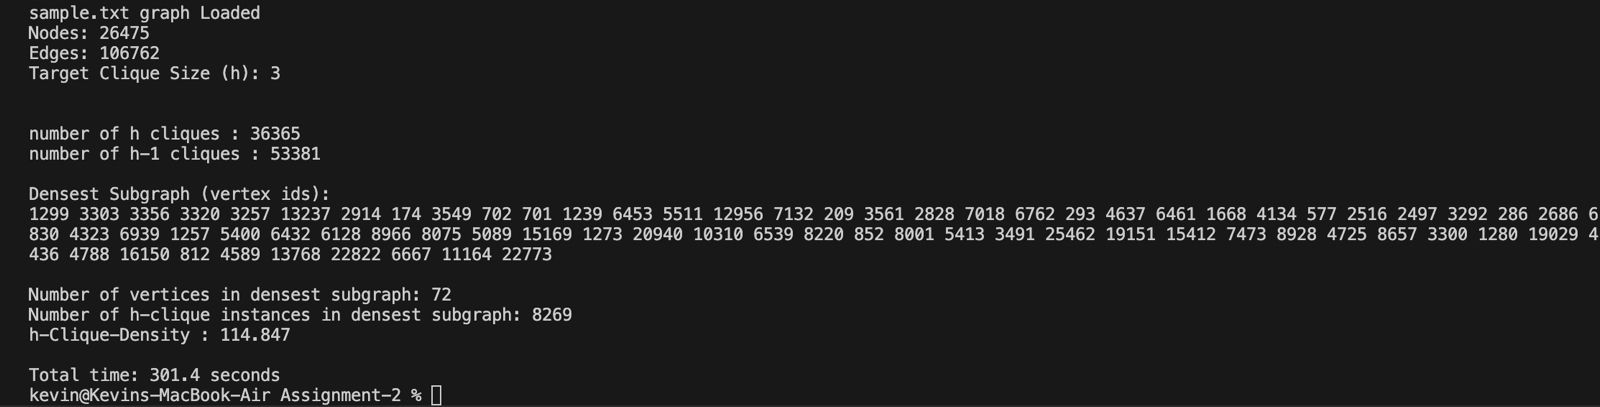 sample.txt graph Loaded
Nodes: 26475
Edges: 106762
Target Clique Size (h): 3
number of h cliques : 36365
number of h-1 cliques : 53381
Densest Subgraph (vertex ids):
1299 3303 3356 3320 3257 13237 2914 174 3549 702 701 1239 6453 5511 12956 7132 209 3561 2828 7018 6762 293 4637 6461 1668 4134 577 2516 2497 3292 286 2686 6
830 4323 6939 1257 5400 6432 6128 8966 8075 5089 15169 1273 20940 10310 6539 8220 852 8001 5413 3491 25462 19151 15412 7473 8928 4725 8657 3300 1280 19029 4
436 4788 16150 812 4589 13768 22822 6667 11164 22773
Number of vertices in densest subgraph: 72
Number of h-clique instances in densest subgraph: 8269
h-Clique-Density : 114.847
Total time: 301.4 seconds
kevin@Kevins-MacBook-Air Assignment-2 %